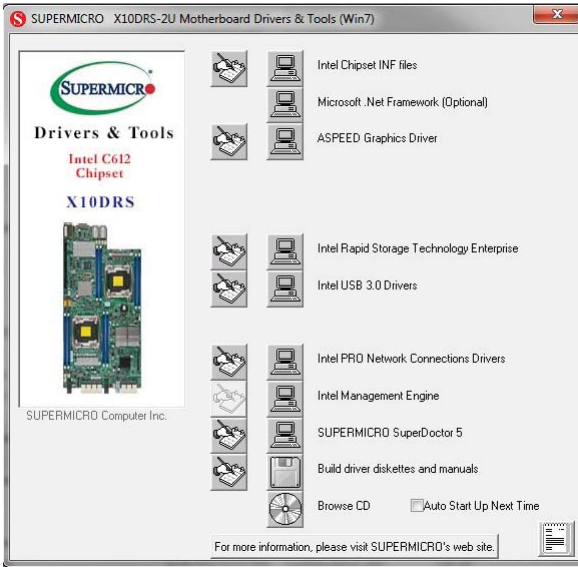 SUPERMICRO X10DRS-2U Motherboard Drivers & Tools (Win7)
SUPERMICR
Drivers & Tools
Intel C612
Chipset
X10DRS
SUPERMICRO Computer Inc.
Intel Chipset INF files
Microsoft .Net Framework (Optional)
ASPEED Graphics Driver
Intel Rapid Storage Technology Enterprise
Intel USB 3.0 Drivers
Intel PRO Network Connections Drivers
Intel Management Engine
SUPERMICRO SuperDoctor 5
Build driver diskettes and manuals
Browse CD
Auto Start Up Next Time
For more information, please visit SUPERMICRO's web site.